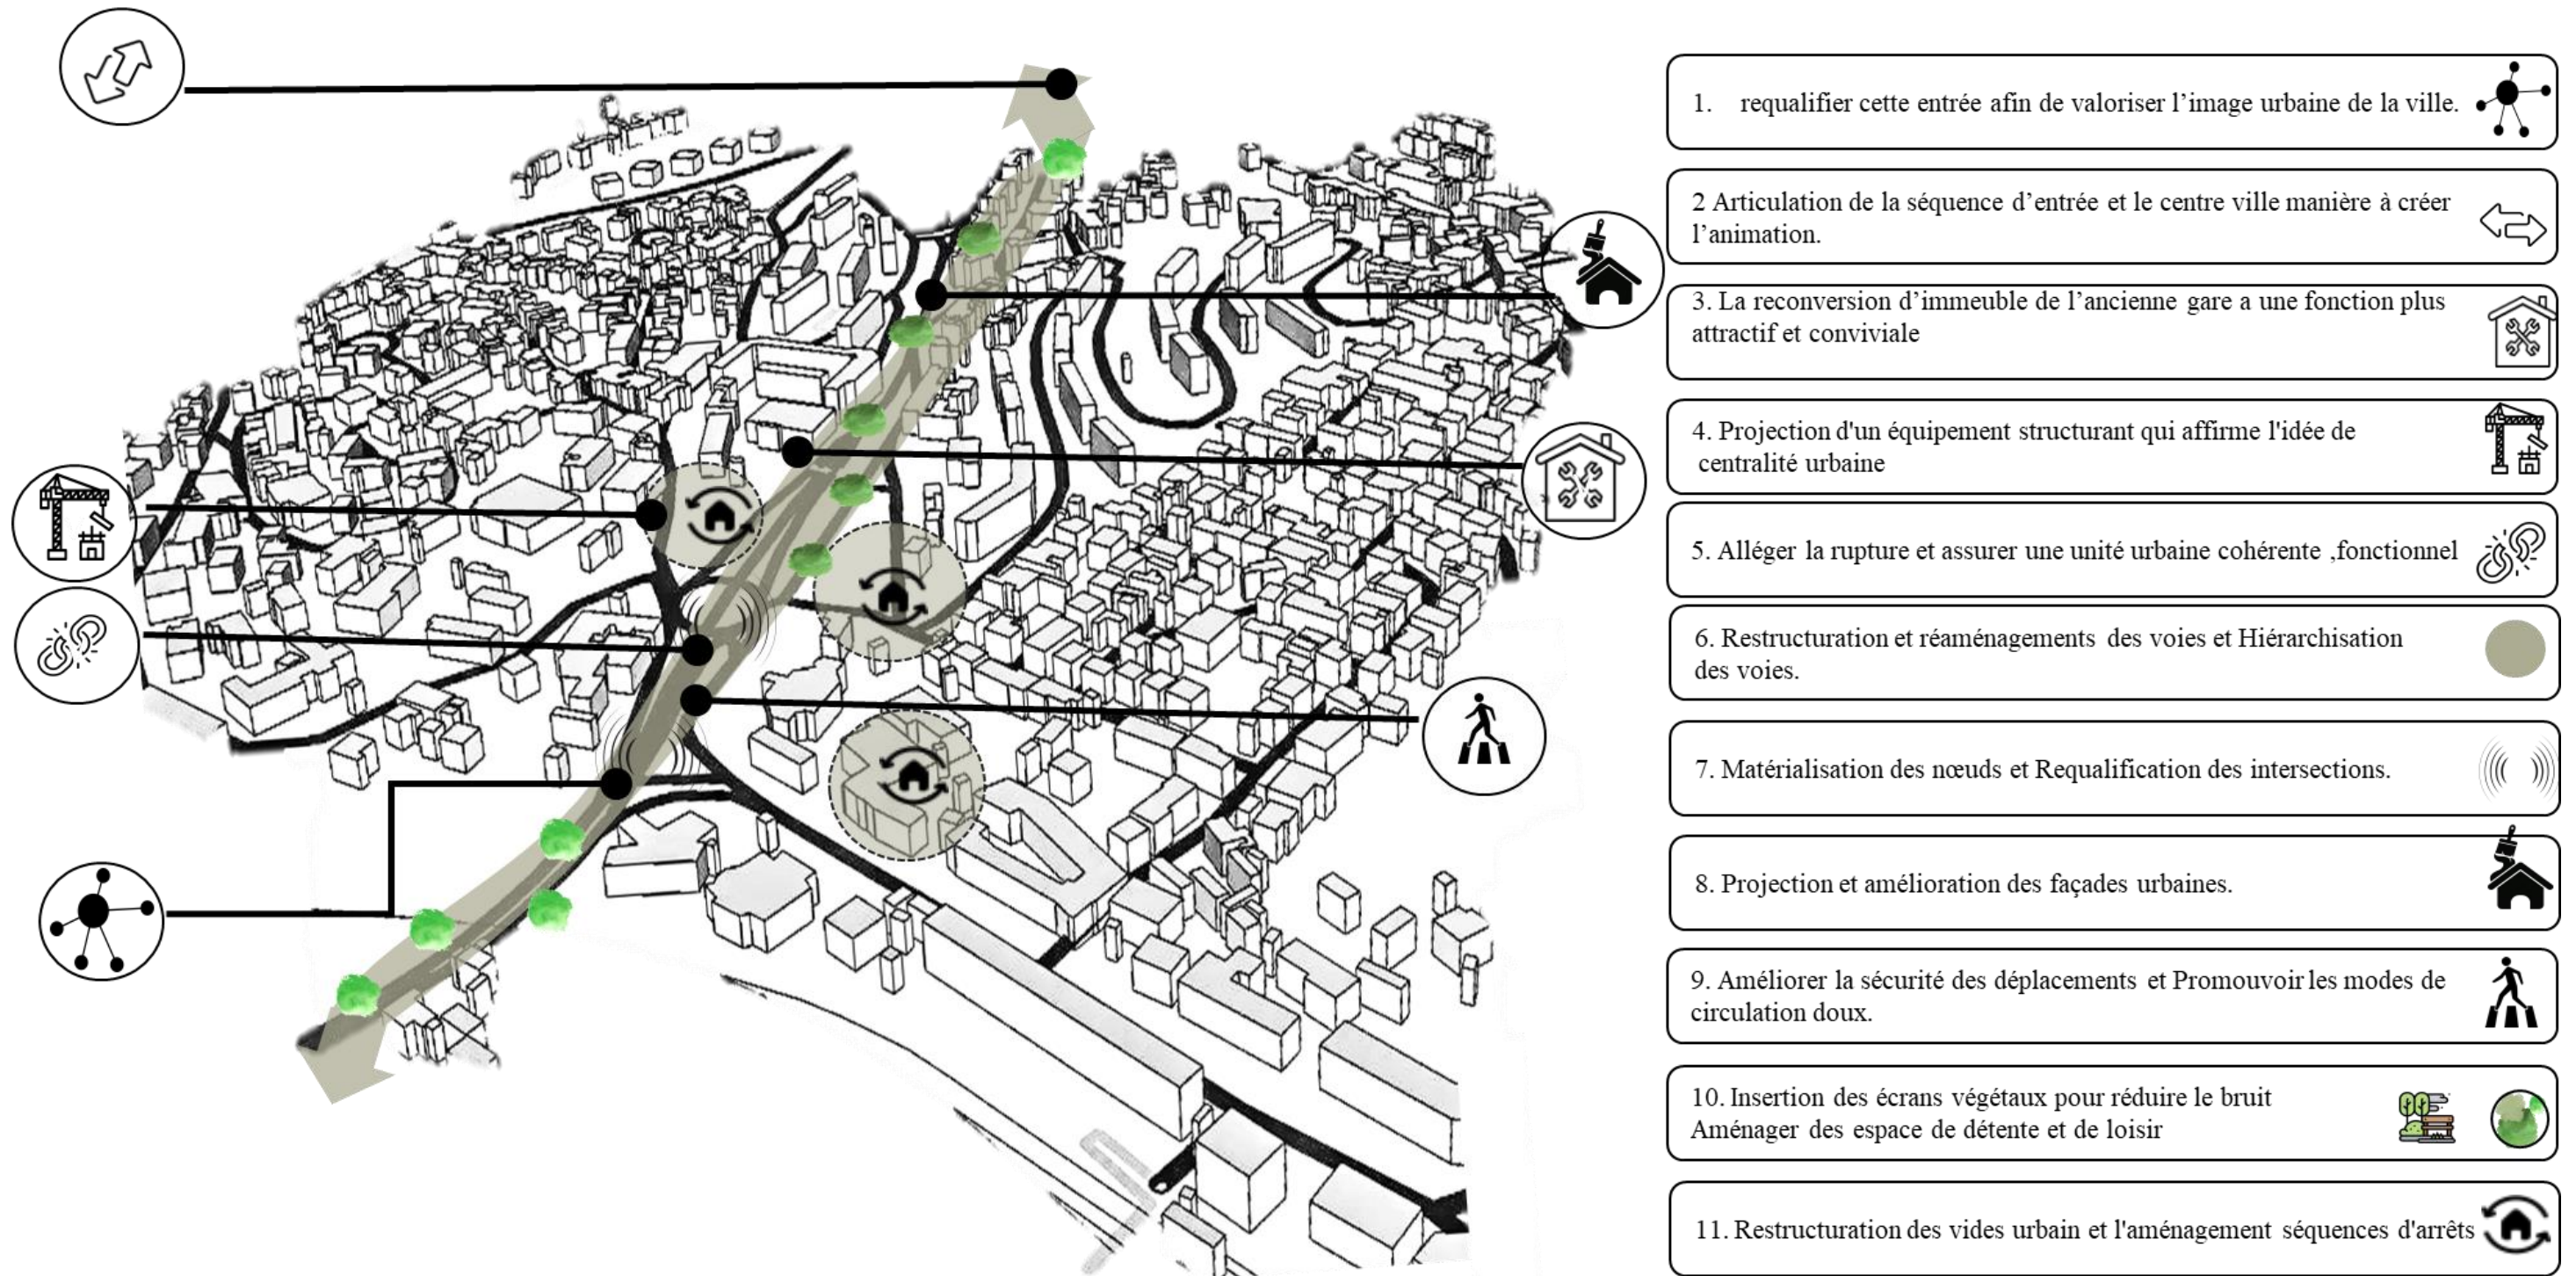 1. requalifier cette entrée afin de valoriser l’image urbaine de la ville.
2 Articulation de la séquence d’entrée et le centre ville manière à créer
l’animation.
3. La reconversion d’immeuble de l’ancienne gare a une fonction plus
attractif et conviviale
4. Projection d'un équipement structurant qui affirme l'idée de
centralité urbaine
5. Alléger la rupture et assurer une unité urbaine cohérente ,fonctionnel
6. Restructuration et réaménagements des voies et Hiérarchisation
des voies.
7. Matérialisation des nœuds et Requalification des intersections.
8. Projection et amélioration des façades urbaines.
9. Améliorer la sécurité des déplacements et Promouvoir les modes de
circulation doux.
10. Insertion des écrans végétaux pour réduire le bruit
Aménager des espace de détente et de loisir
11. Restructuration des vides urbain et l'aménagement séquences d'arrêts